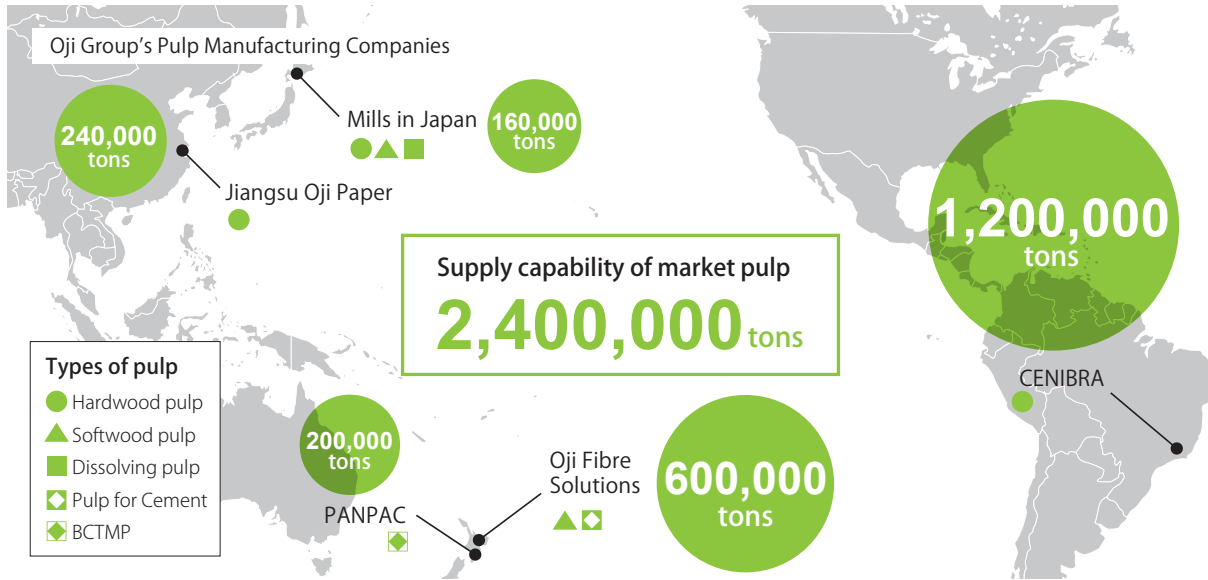 Oji Group's Pulp Manufacturing Companies
240,000
tons
Mills in Japan
160,000
tons
Jiangsu Oji Paper
1,200,000
tons
Supply capability of market pulp
2,400,000 tons
Types of pulp
Hardwood pulp
Softwood pulp
Dissolving pulp
Pulp for Cement
BCTMP
200,000
tons
PANPAC
Oji Fibre
Solutions
600,000
tons
CENIBRA